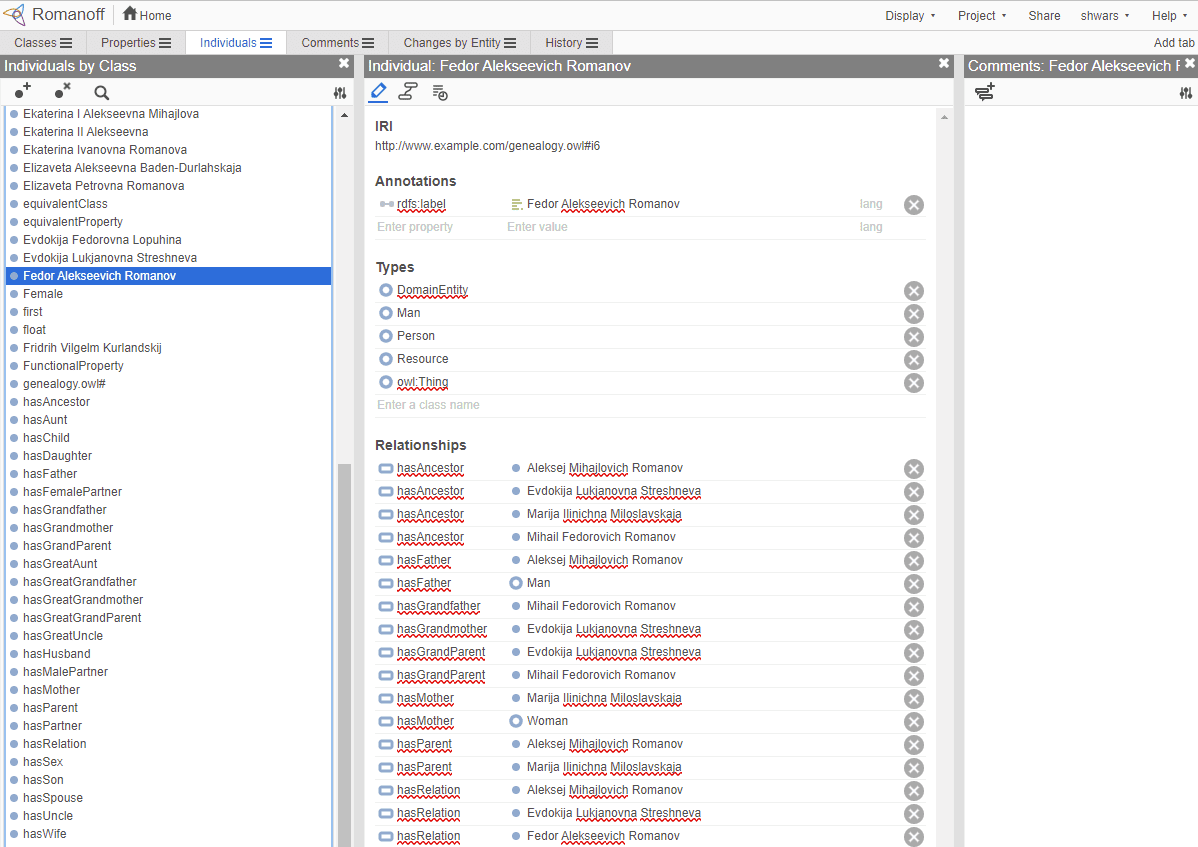 Romanoff Home Display Project Share shwars Help
Classes Properties Individuals Comments Changes by Entity History Add tab
Individuals by Class
Ekaterina I Alekseevna Mihajlova
Ekaterina II Alekseevna
Ekaterina Ivanovna Romanova
Elizaveta Alekseevna Baden-Durlahskaja
Elizaveta Petrovna Romanova
equivalentClass
equivalentProperty
Evdokija Fedorovna Lopuhina
Evdokija Lukjanovna Streshneva
Fedor Alekseevich Romanov
Female
first
float
Fridrih Vilgelm Kurlandskij
FunctionalProperty
genealogy.owl#
hasAncestor
hasAunt
hasChild
hasDaughter
hasFather
hasFemalePartner
hasGrandfather
hasGrandmother
hasGrandParent
hasGreatAunt
hasGreatGrandfather
hasGreatGrandmother
hasGreatGrandParent
hasGreatUncle
hasHusband
hasMalePartner
hasMother
hasParent
hasPartner
hasRelation
hasSex
hasSon
hasSpouse
hasUncle
hasWife
Individual: Fedor Alekseevich Romanov
IRI
http://www.example.com/genealogy.owl#i6
Annotations
rdfs:label Fedor Alekseevich Romanov lang
Enter property Enter value lang
Types
DomainEntity
Man
Person
Resource
owl:Thing
Enter a class name
Relationships
hasAncestor Aleksej Mihajlovich Romanov
hasAncestor Evdokija Lukjanovna Streshneva
hasAncestor Marija Ilinichna Miloslavskaja
hasAncestor Mihail Fedorovich Romanov
hasFather Aleksej Mihajlovich Romanov
hasFather Man
hasGrandfather Mihail Fedorovich Romanov
hasGrandmother Evdokija Lukjanovna Streshneva
hasGrandParent Evdokija Lukjanovna Streshneva
hasGrandParent Mihail Fedorovich Romanov
hasMother Marija Ilinichna Miloslavskaja
hasMother Woman
hasParent Aleksej Mihajlovich Romanov
hasParent Marija Ilinichna Miloslavskaja
hasRelation Aleksej Mihajlovich Romanov
hasRelation Evdokija Lukjanovna Streshneva
hasRelation Fedor Alekseevich Romanov
Comments: Fedor Alekseevich